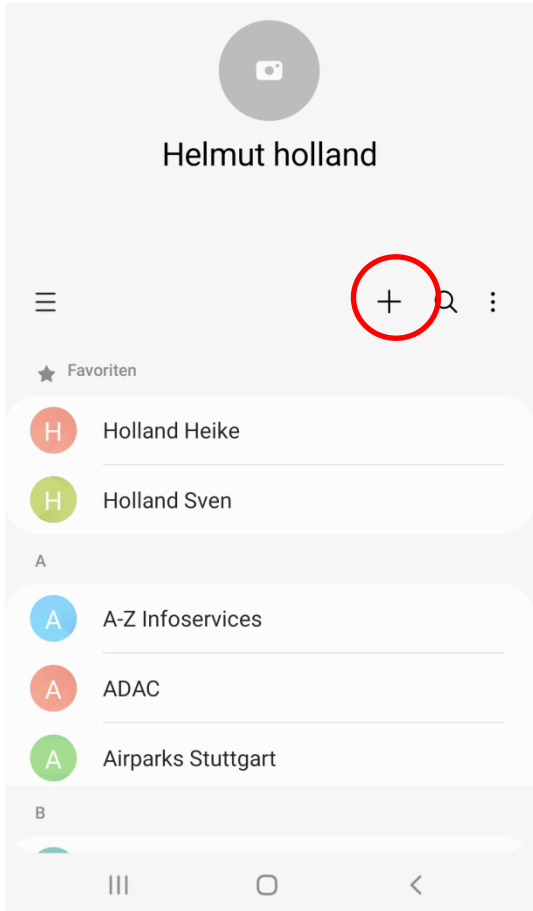 Helmut holland
Favoriten
H Holland Heike
H Holland Sven
A
A A-Z Infoservices
A ADAC
A Airparks Stuttgart
B